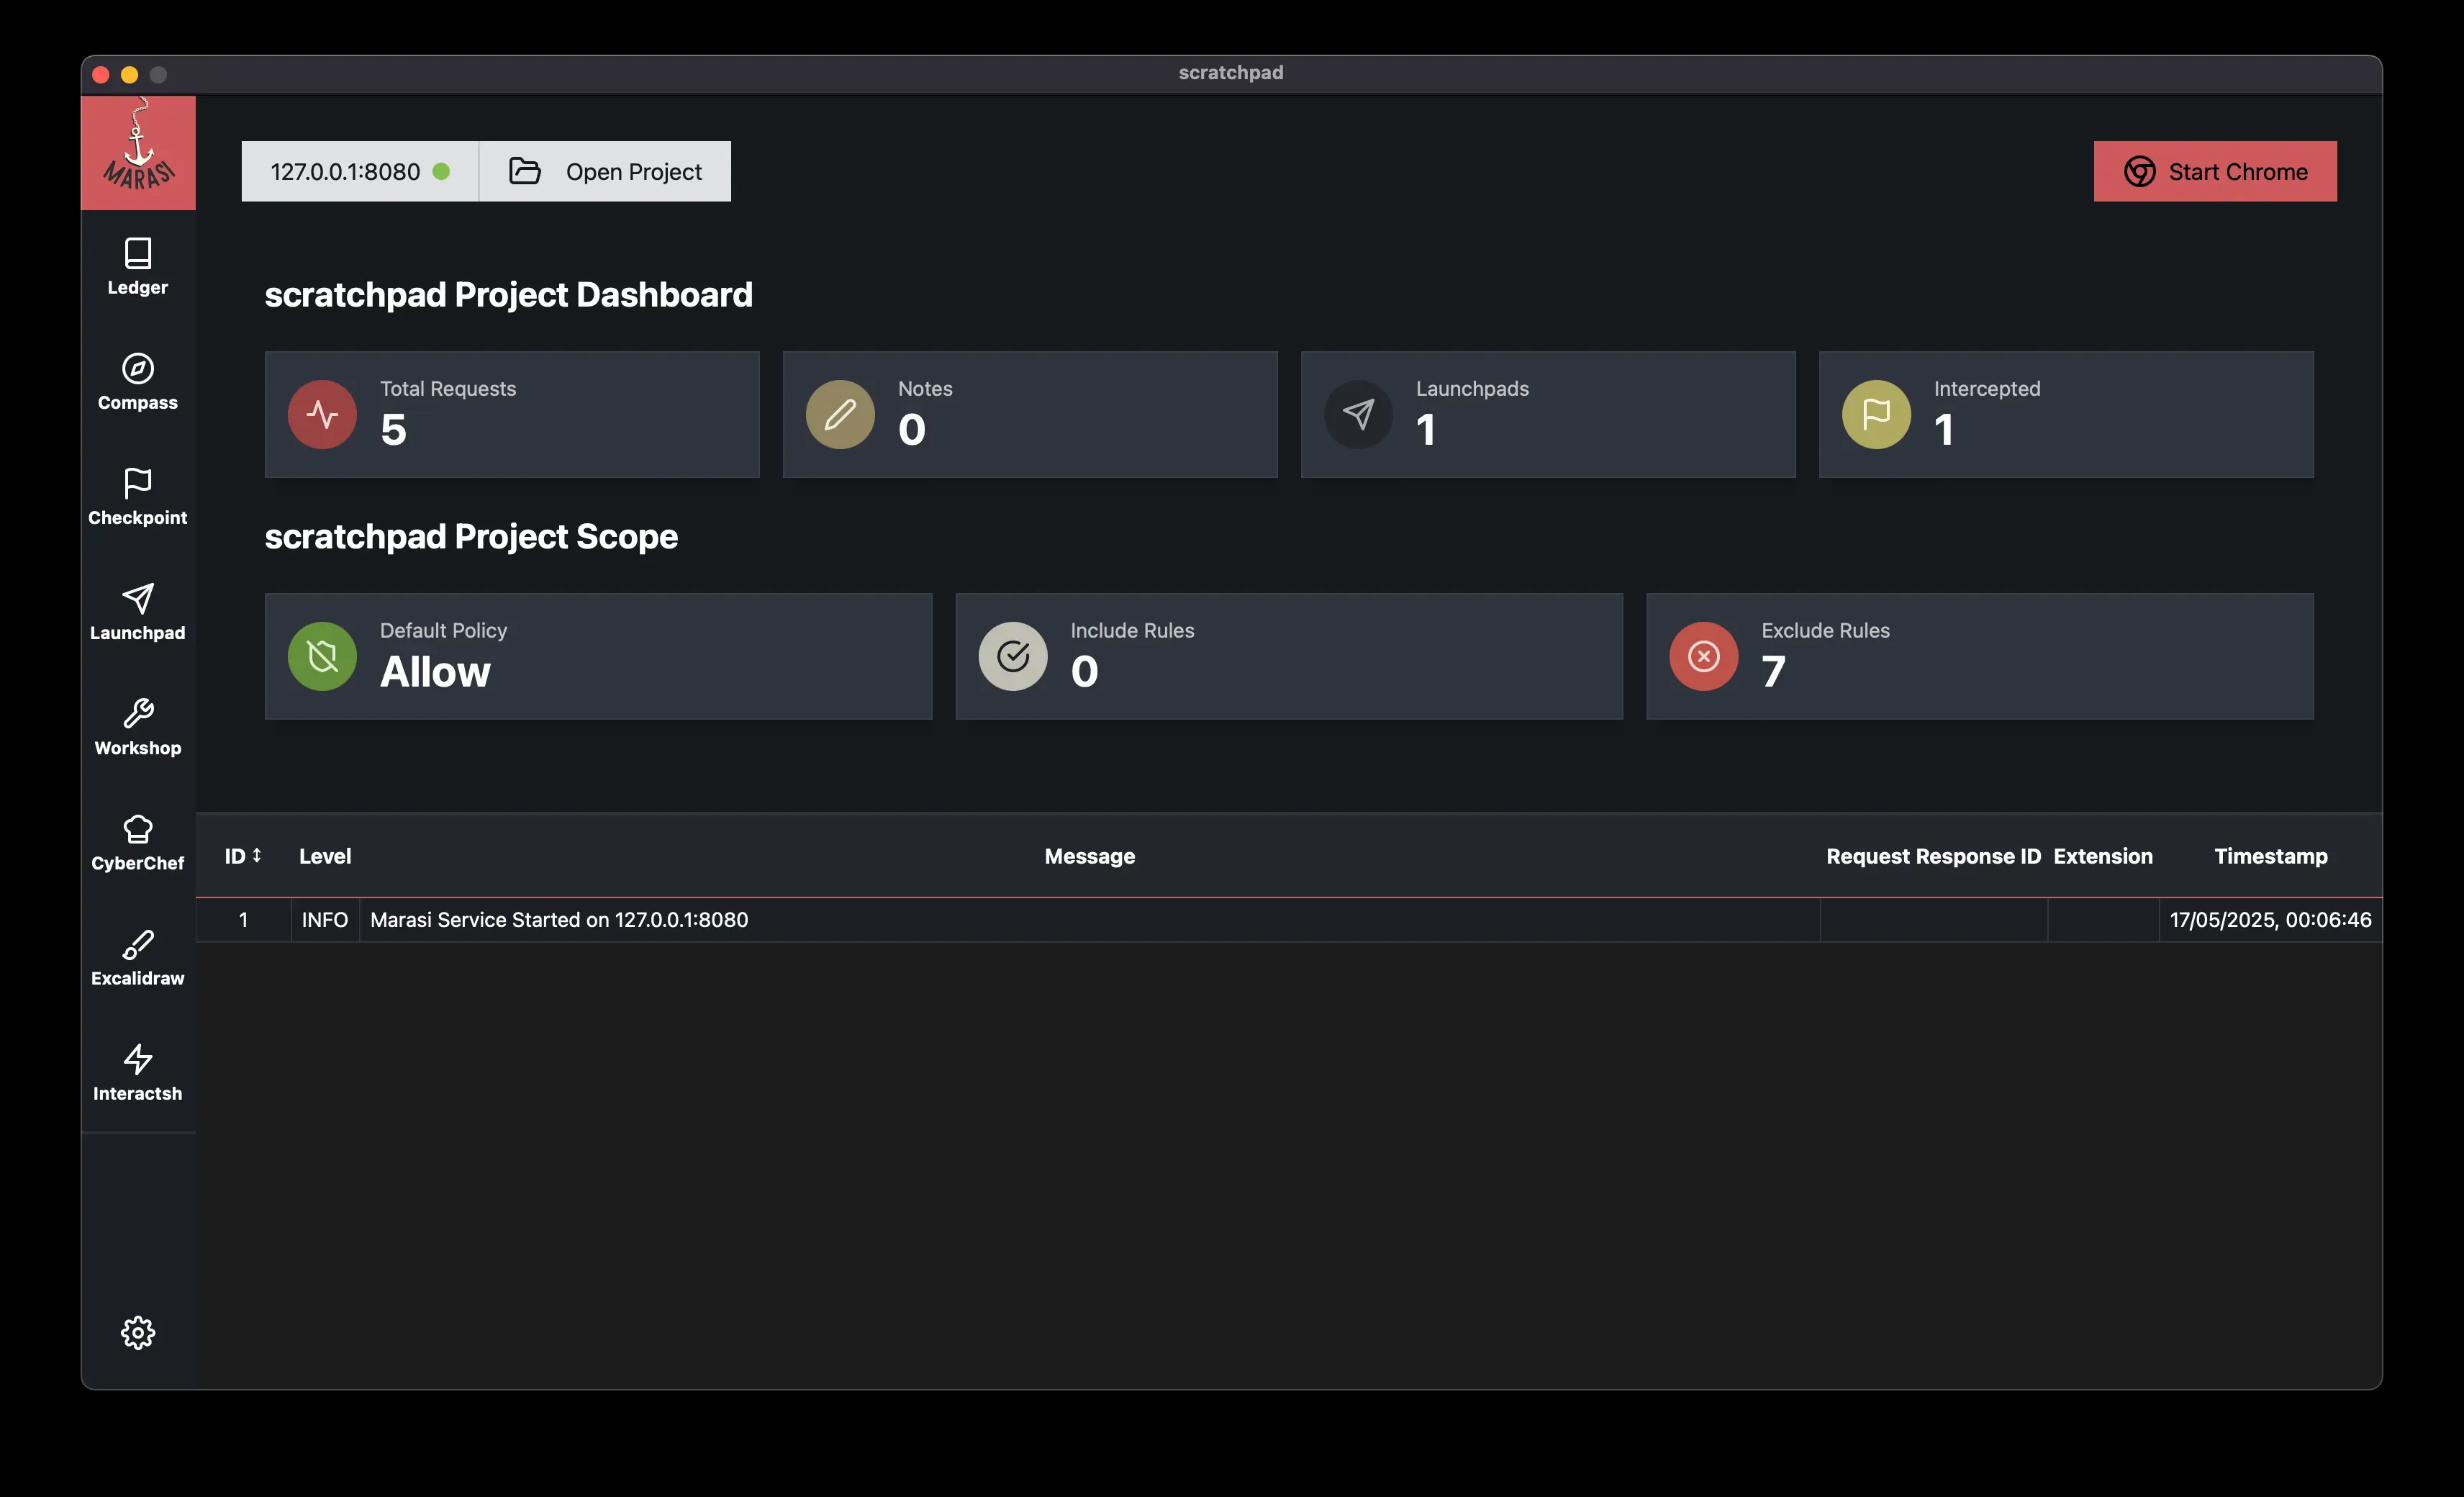 scratchpad
MARASI
127.0.0.1:8080
Open Project
Start Chrome
Ledger
Compass
Checkpoint
Launchpad
Workshop
CyberChef
Excalidraw
Interactsh
scratchpad Project Dashboard
Total Requests
5
Notes
0
Launchpads
1
Intercepted
1
scratchpad Project Scope
Default Policy
Allow
Include Rules
0
Exclude Rules
7
ID Level Message Request Response ID Extension Timestamp
1 INFO Marasi Service Started on 127.0.0.1:8080 17/05/2025, 00:06:46